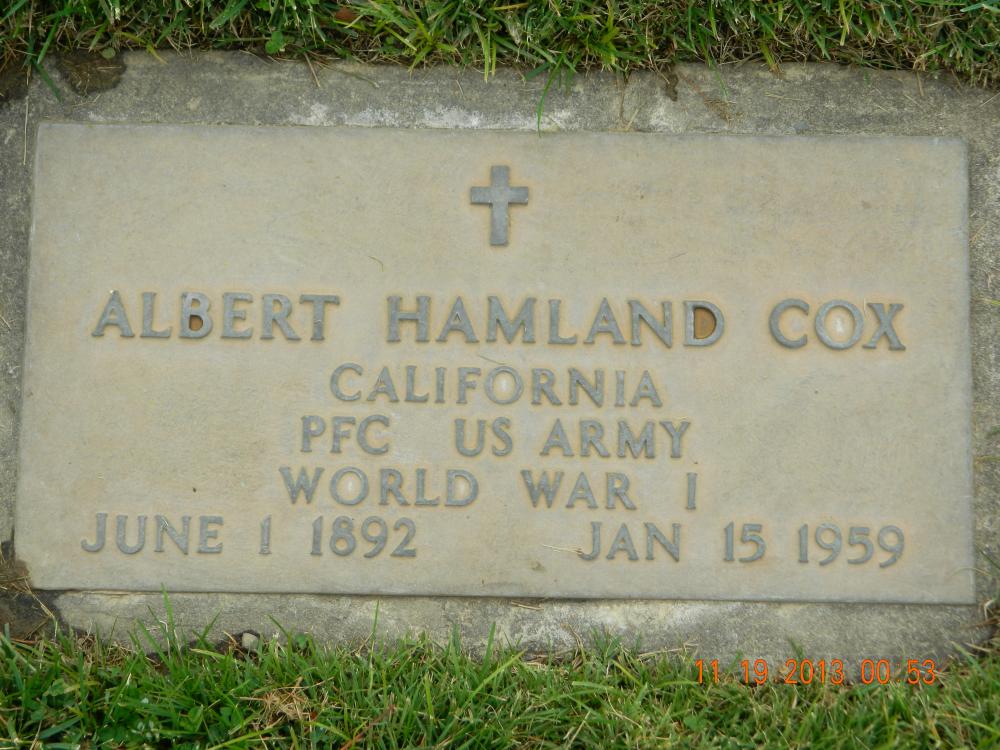 ALBERT HAMLAND COX
CALIFORNIA
PFC US ARMY
WORLD WAR I
JUNE 1 1892 JAN 15 1959
11 19 2013 00 53